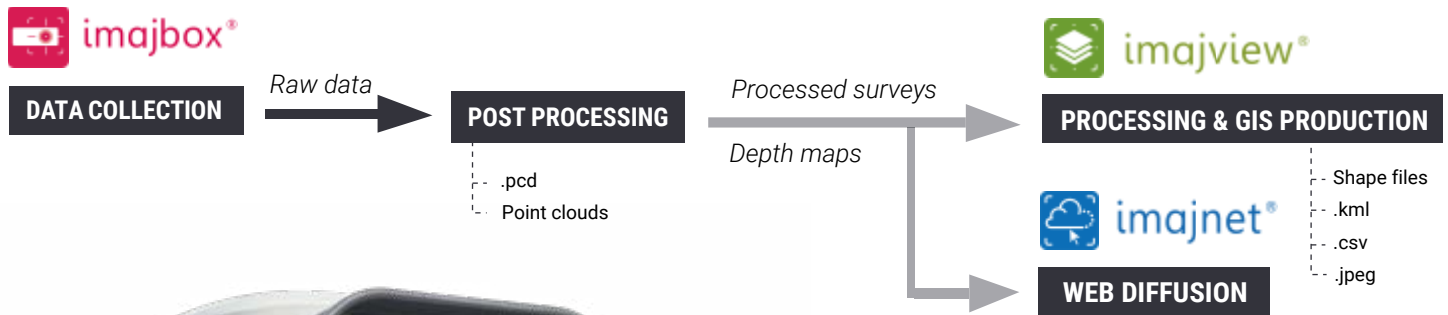 imajbox®
DATA COLLECTION
Raw data
POST PROCESSING
.pcd
Point clouds
Processed surveys
Depth maps
imajview®
PROCESSING & GIS PRODUCTION
Shape files
.kml
.csv
.jpeg
imajnet®
WEB DIFFUSION